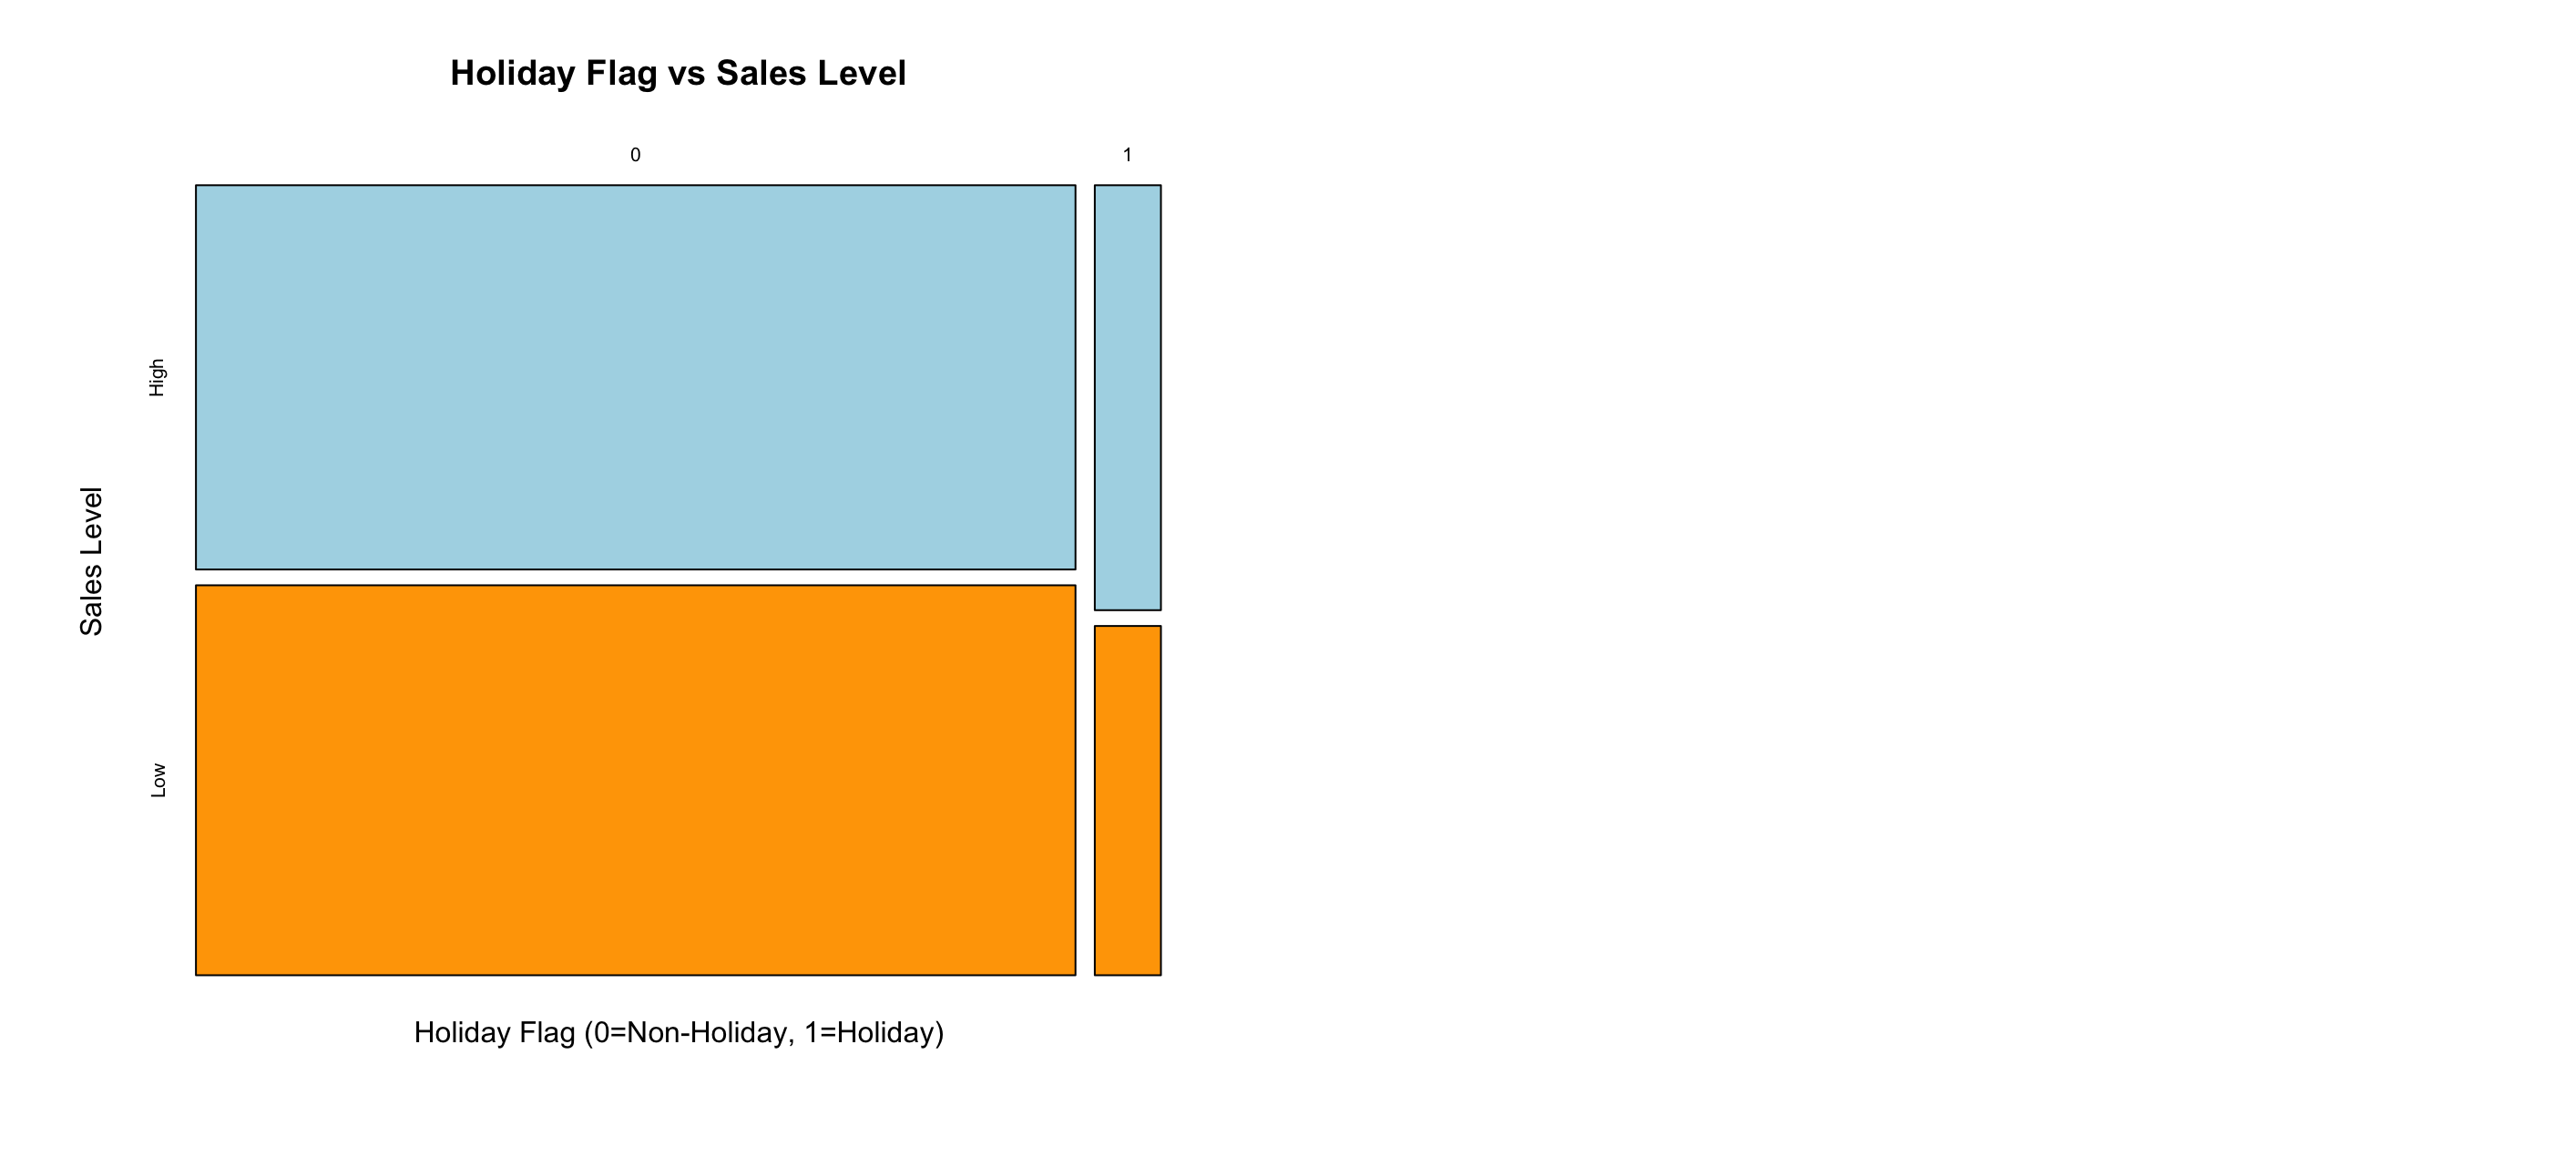 Holiday Flag vs Sales Level
0
1
High
Low
Sales Level
Holiday Flag (0=Non-Holiday, 1=Holiday)